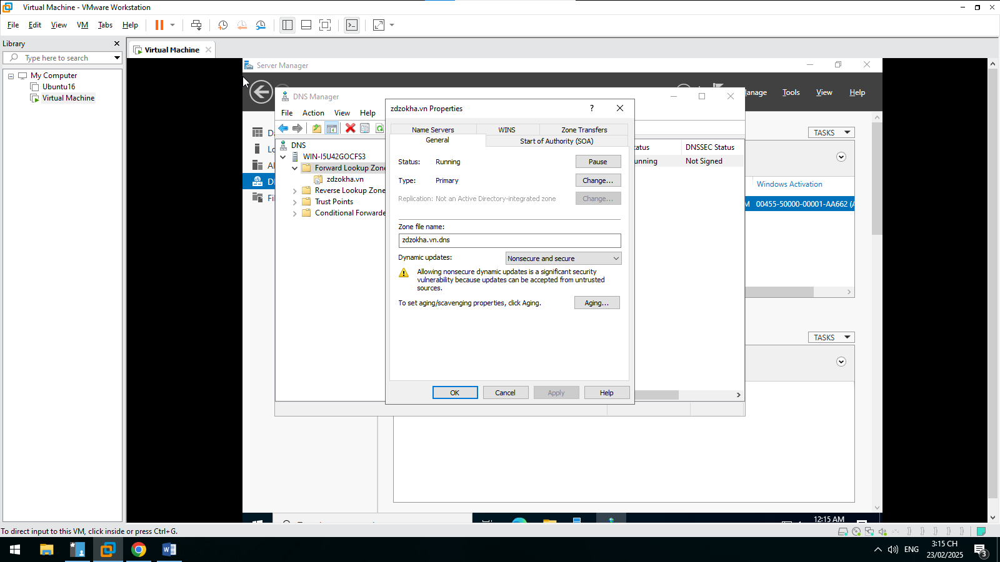 Virtual Machine - VMware Workstation
File Edit View VM Tabs Help
Library
Type here to search
My Computer
Ubuntu16
Virtual Machine
Virtual Machine
Server Manager
Manage Tools View Help
TASKS
Windows Activation
00455-50000-00001-AA662
TASKS
DNS Manager
File Action View Help
DNS
WIN-I5U42GOCFS3
Forward Lookup Zone
zdzokha.vn
Reverse Lookup Zone
Trust Points
Conditional Forwarde
DNSSEC Status
Not Signed
zdzokha.vn Properties
Name Servers WINS Zone Transfers
General Start of Authority (SOA)
Status: Running Pause
Type: Primary Change...
Replication: Not an Active Directory-integrated zone Change...
Zone file name:
zdzokha.vn.dns
Dynamic updates: Nonsecure and secure
Allowing nonsecure dynamic updates is a significant security
vulnerability because updates can be accepted from untrusted
sources.
To set aging/scavenging properties, click Aging. Aging...
OK Cancel Apply Help
12:15 AM
To direct input to this VM, click inside or press Ctrl+G.
ENG
3:15 CH
23/02/2025
3